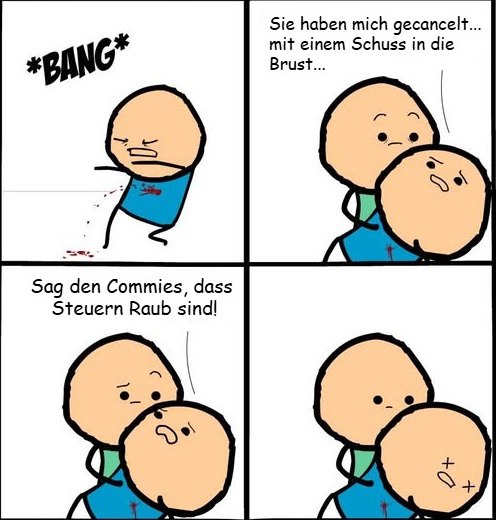 *BANG*
Sie haben mich gecancelt...
mit einem Schuss in die
Brust...
Sag den Commies, dass
Steuern Raub sind!